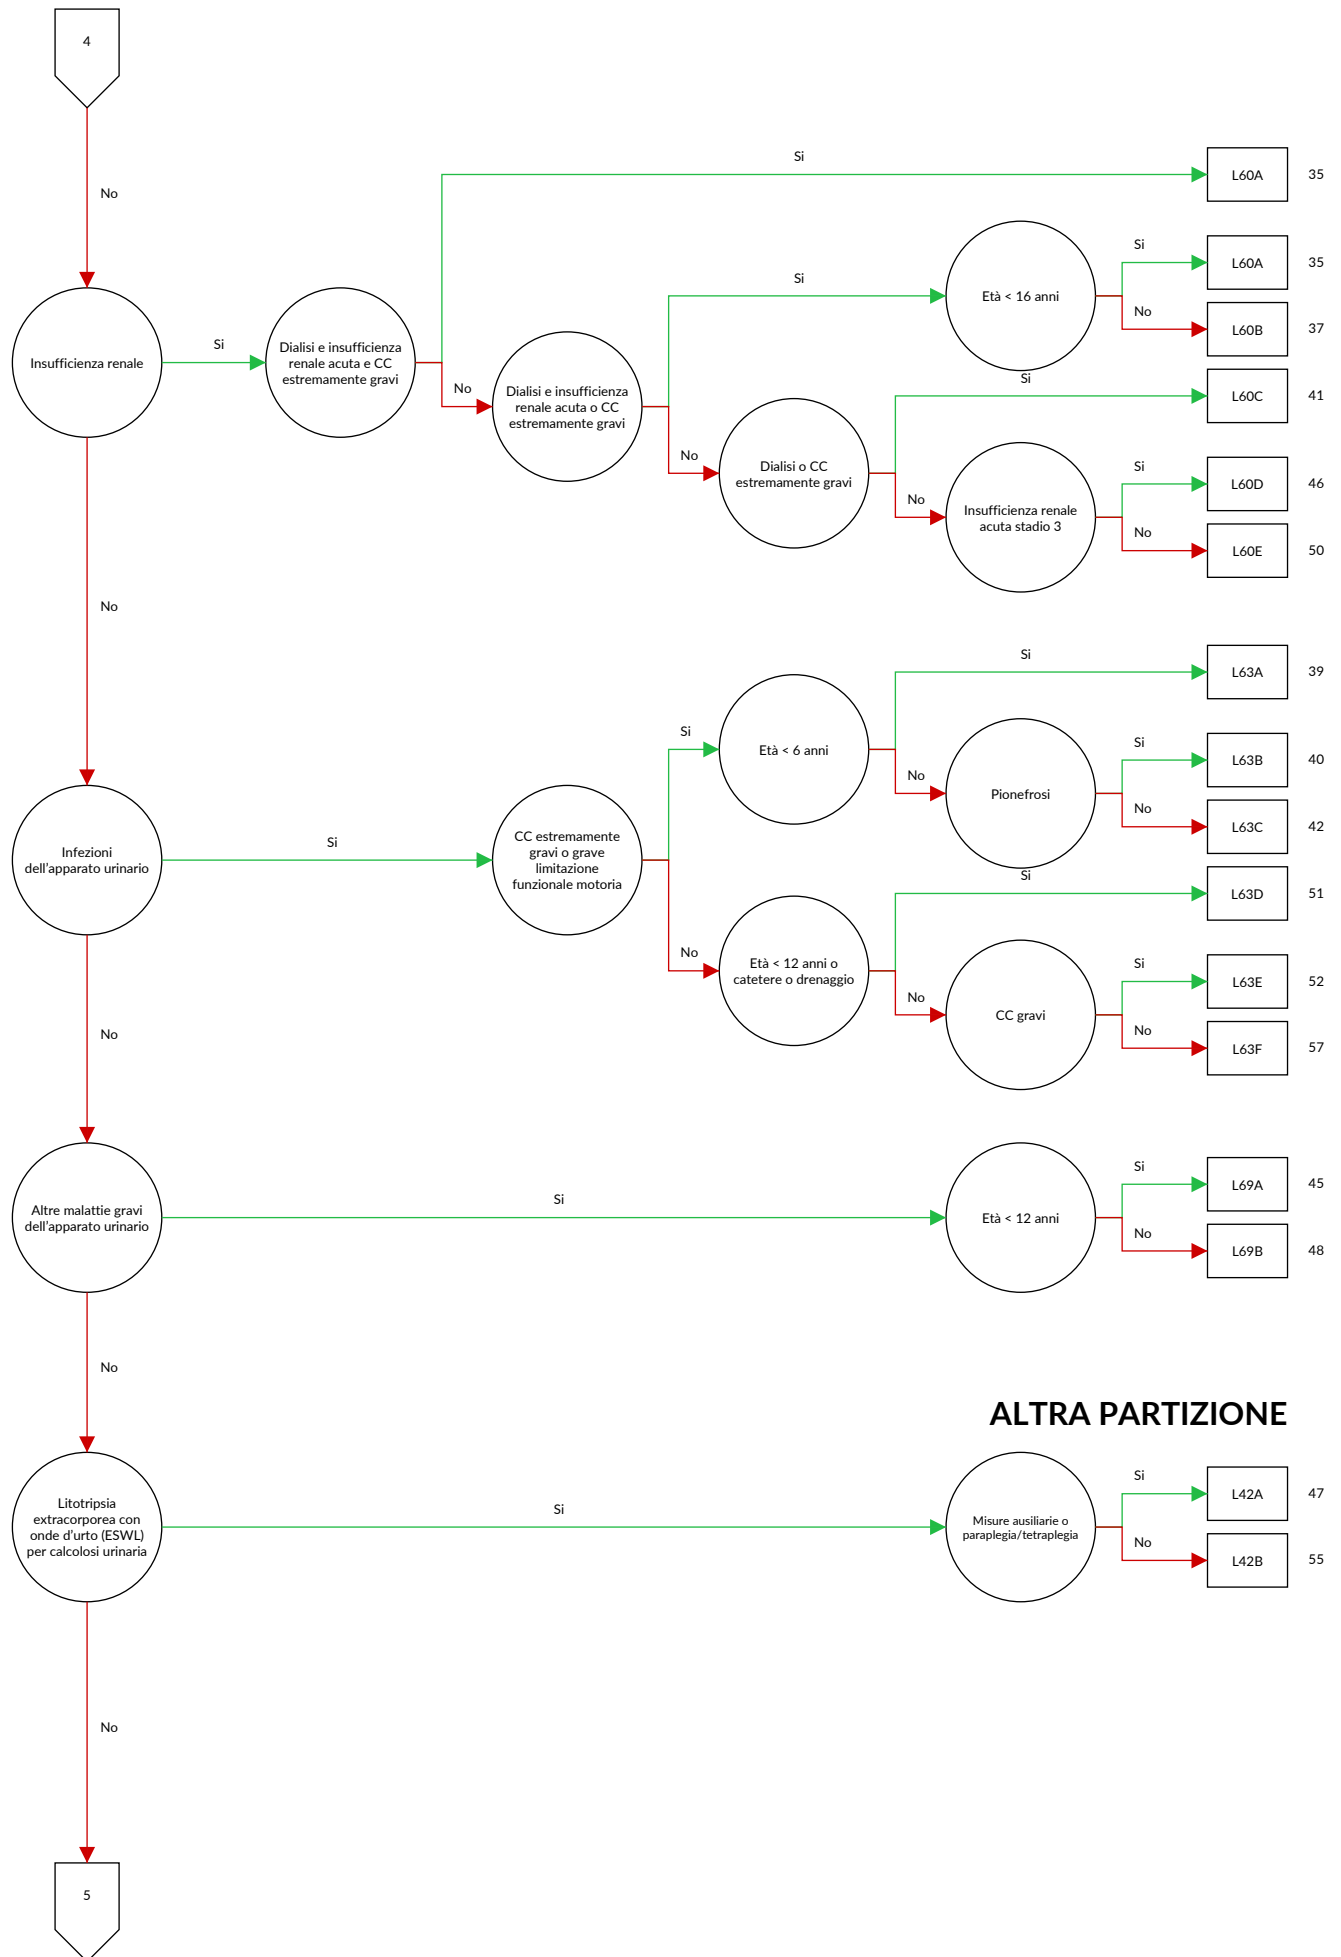 4
No
Si
L60A 35
Si
Età < 16 anni
Si
L60A 35
No
L60B 37
Insufficienza renale
Si
Dialisi e insufficienza
renale acuta e CC
estremamente gravi
No
Dialisi e insufficienza
renale acuta o CC
estremamente gravi
Si
L60C 41
No
Dialisi o CC
estremamente gravi
No
Insufficienza renale
acuta stadio 3
Si
L60D 46
No
L60E 50
No
Si
L63A 39
Si
Età < 6 anni
No
Pionefrosi
Si
L63B 40
No
L63C 42
Infezioni
dell'apparato urinario
Si
CC estremamente
gravi o grave
limitazione
funzionale motoria
Si
L63D 51
No
Età < 12 anni o
catetere o drenaggio
No
CC gravi
Si
L63E 52
No
L63F 57
No
Altre malattie gravi
dell'apparato urinario
Si
Età < 12 anni
Si
L69A 45
No
L69B 48
No
ALTRA PARTIZIONE
Litotripsia
extracorporea con
onde d'urto (ESWL)
per calcolosi urinaria
Si
Misure ausiliarie o
paraplegia/tetraplegia
Si
L42A 47
No
L42B 55
No
5